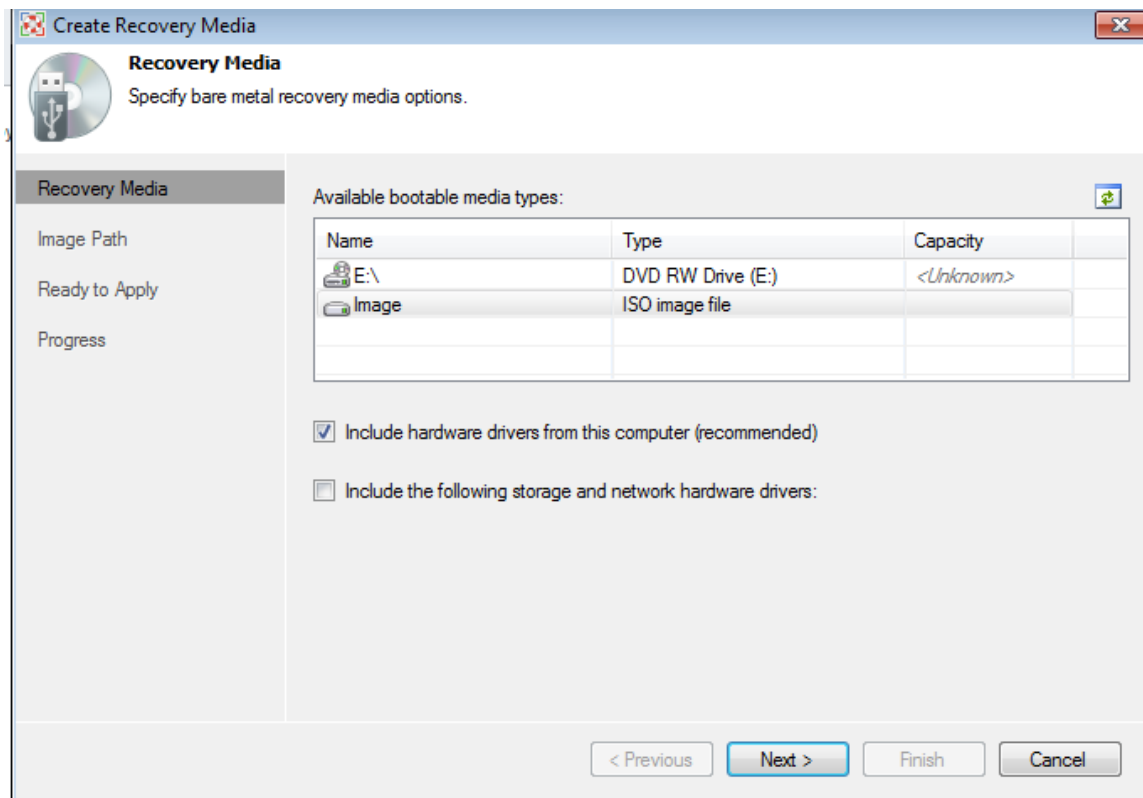 Create Recovery Media
Recovery Media
Specify bare metal recovery media options.
Recovery Media
Image Path
Ready to Apply
Progress
Available bootable media types:
Name Type Capacity
E:\ DVD RW Drive (E:) <Unknown>
Image ISO image file
Include hardware drivers from this computer (recommended)
Include the following storage and network hardware drivers:
< Previous Next > Finish Cancel